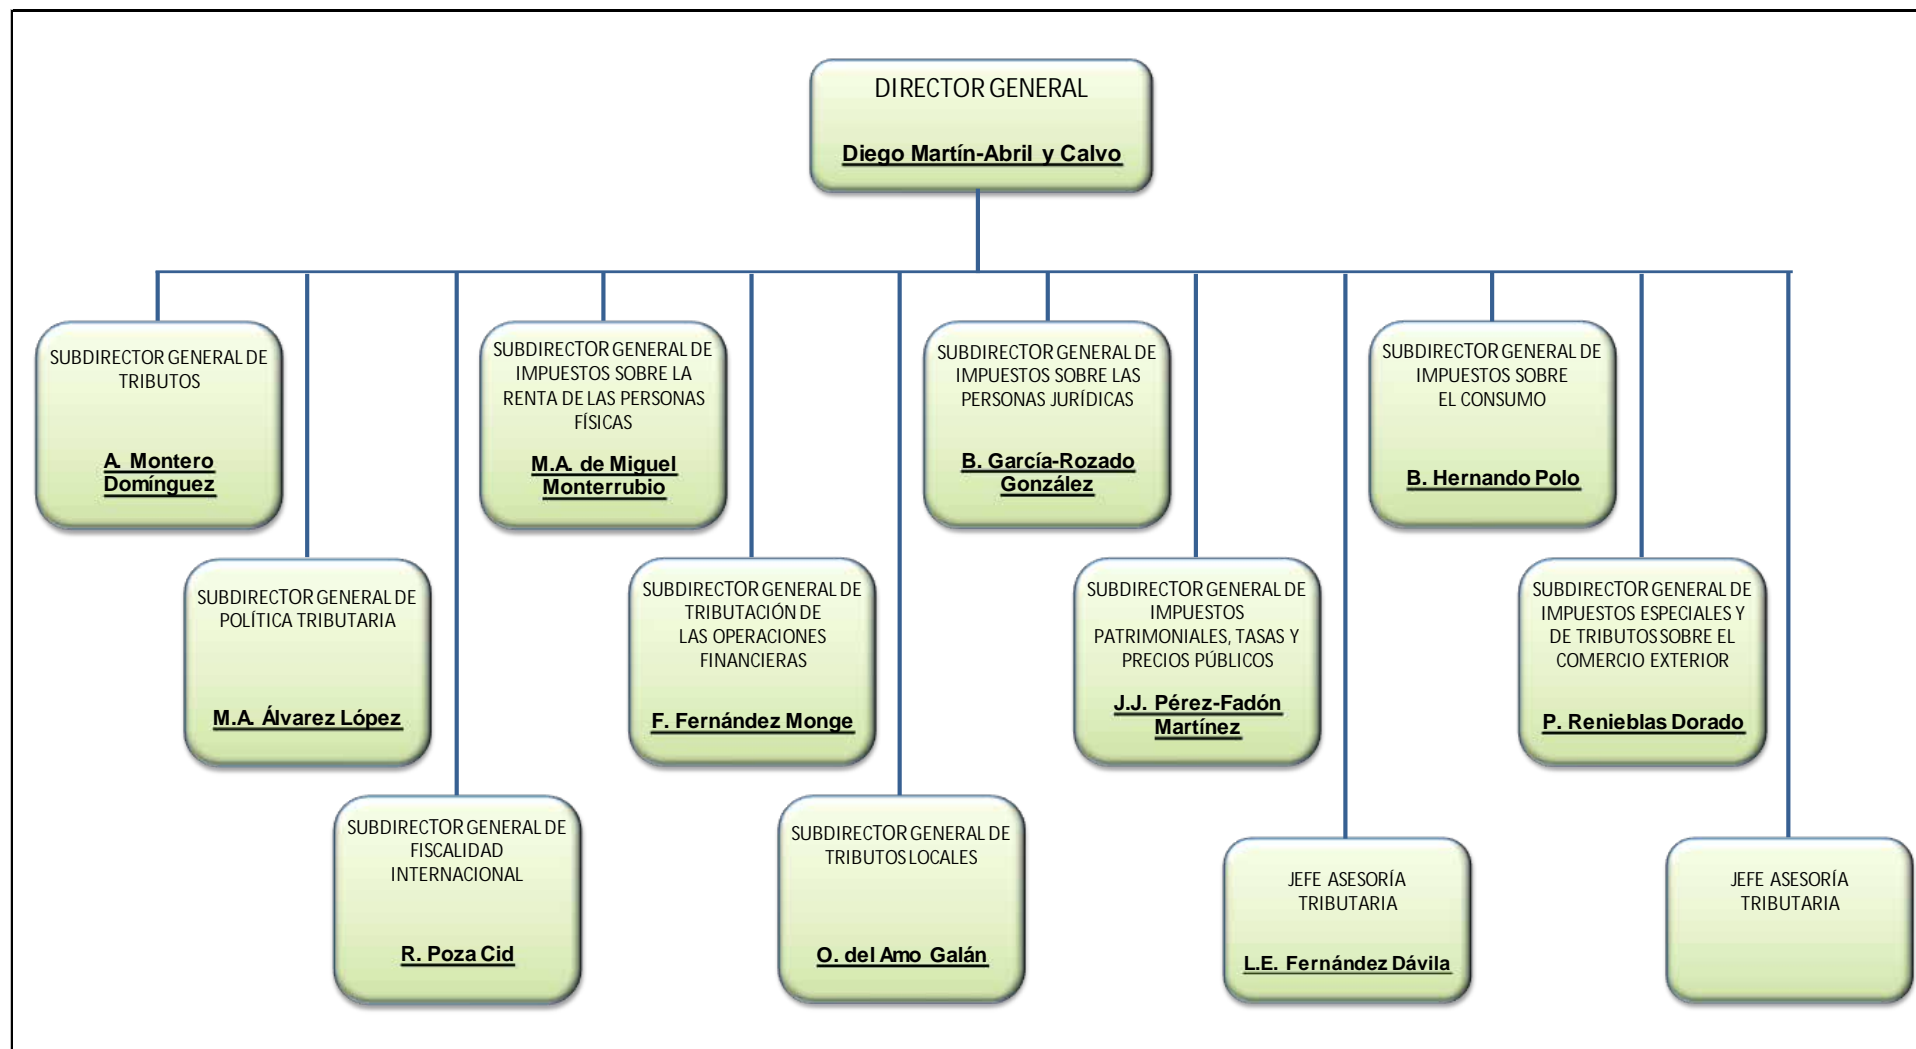 DIRECTOR GENERAL
Diego Martín-Abril y Calvo
SUBDIRECTOR GENERAL DE
TRIBUTOS
A. Montero
Domínguez
SUBDIRECTOR GENERAL DE
IMPUESTOS SOBRE LA
RENTA DE LAS PERSONAS
FÍSICAS
M.A. de Miguel
Monterrubio
SUBDIRECTOR GENERAL DE
IMPUESTOS SOBRE LAS
PERSONAS JURÍDICAS
B. García-Rozado
González
SUBDIRECTOR GENERAL DE
IMPUESTOS SOBRE
EL CONSUMO
B. Hernando Polo
SUBDIRECTOR GENERAL DE
POLÍTICA TRIBUTARIA
M.A. Álvarez López
SUBDIRECTOR GENERAL DE
TRIBUTACIÓN DE
LAS OPERACIONES
FINANCIERAS
F. Fernández Monge
SUBDIRECTOR GENERAL DE
IMPUESTOS
PATRIMONIALES, TASAS Y
PRECIOS PÚBLICOS
J.J. Pérez-Fadón
Martínez
SUBDIRECTOR GENERAL DE
IMPUESTOS ESPECIALES Y
DE TRIBUTOS SOBRE EL
COMERCIO EXTERIOR
P. Renieblas Dorado
SUBDIRECTOR GENERAL DE
FISCALIDAD
INTERNACIONAL
R. Poza Cid
SUBDIRECTOR GENERAL DE
TRIBUTOS LOCALES
O. del Amo Galán
JEFE ASESORÍA
TRIBUTARIA
L.E. Fernández Dávila
JEFE ASESORÍA
TRIBUTARIA